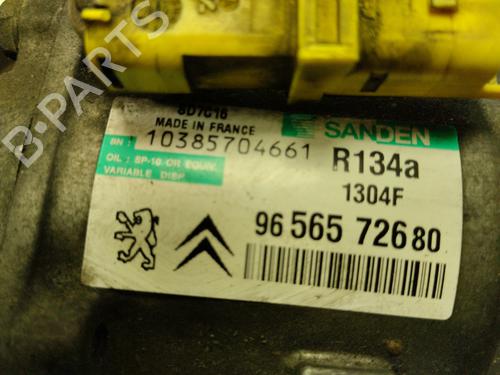 B-PARTS
SD7C16
MADE IN FRANCE
SANDEN
BN : 10385704661
OIL : SP-10 OR EQUIV.
VARIABLE DISP.
R134a
1304F
96 565 726 80